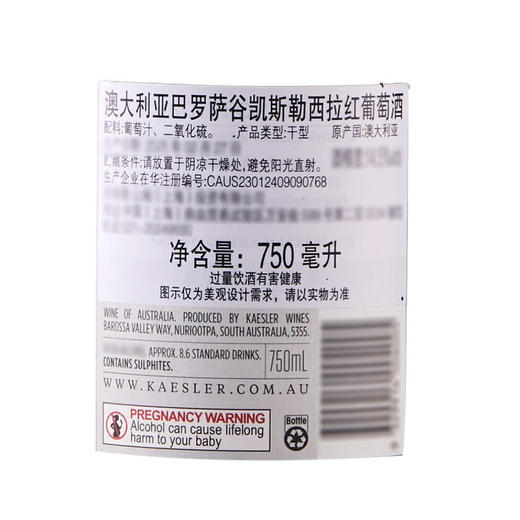 澳大利亚巴罗萨谷凯斯勒西拉红葡萄酒
配料:葡萄汁、二氧化硫。 产品类型:干型 原产国:澳大利亚
贮藏条件:请放置于阴凉干燥处,避免阳光直射。
生产企业在华注册编号:CAUS23012409090768
净含量: 750 毫升
过量饮酒有害健康
图示仅为美观设计需求，请以实物为准
WINE OF AUSTRALIA. PRODUCED BY KAESLER WINES
BAROSSA VALLEY WAY, NURIOOTPA, SOUTH AUSTRALIA, 5355.
APPROX. 8.6 STANDARD DRINKS.
CONTAINS SULPHITES.
750mL
WWW.KAESLER.COM.AU
PREGNANCY WARNING
Alcohol can cause lifelong
harm to your baby
Bottle